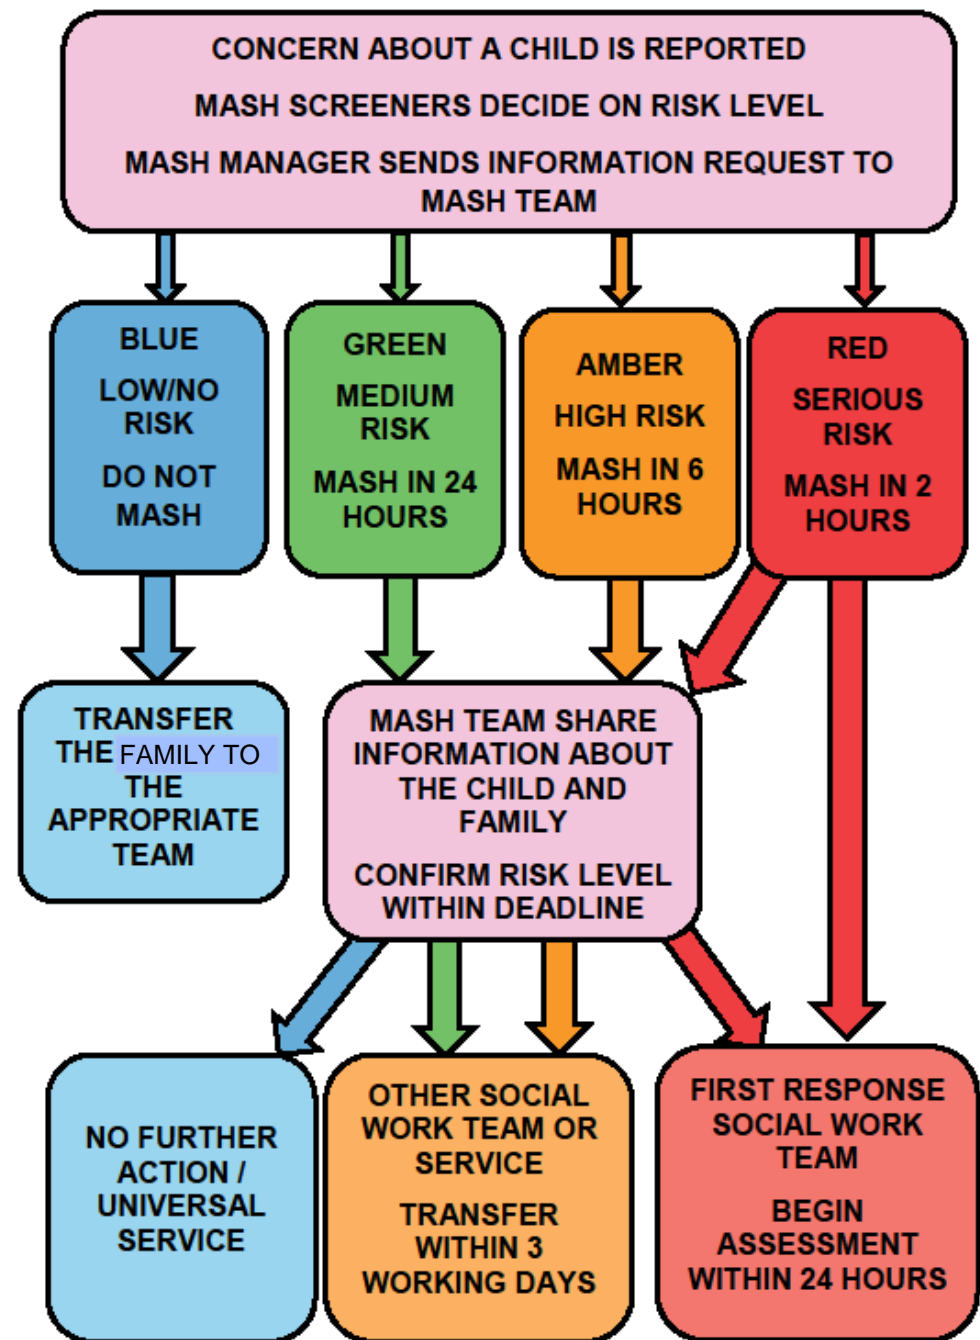 CONCERN ABOUT A CHILD IS REPORTED
MASH SCREENERS DECIDE ON RISK LEVEL
MASH MANAGER SENDS INFORMATION REQUEST TO
MASH TEAM
BLUE
LOW/NO
RISK
DO NOT
MASH
GREEN
MEDIUM
RISK
MASH IN 24
HOURS
AMBER
HIGH RISK
MASH IN 6
HOURS
RED
SERIOUS
RISK
MASH IN 2
HOURS
TRANSFER
THE FAMILY TO
THE
APPROPRIATE
TEAM
MASH TEAM SHARE
INFORMATION ABOUT
THE CHILD AND
FAMILY
CONFIRM RISK LEVEL
WITHIN DEADLINE
NO FURTHER
ACTION /
UNIVERSAL
SERVICE
OTHER SOCIAL
WORK TEAM OR
SERVICE
TRANSFER
WITHIN 3
WORKING DAYS
FIRST RESPONSE
SOCIAL WORK
TEAM
BEGIN
ASSESSMENT
WITHIN 24 HOURS